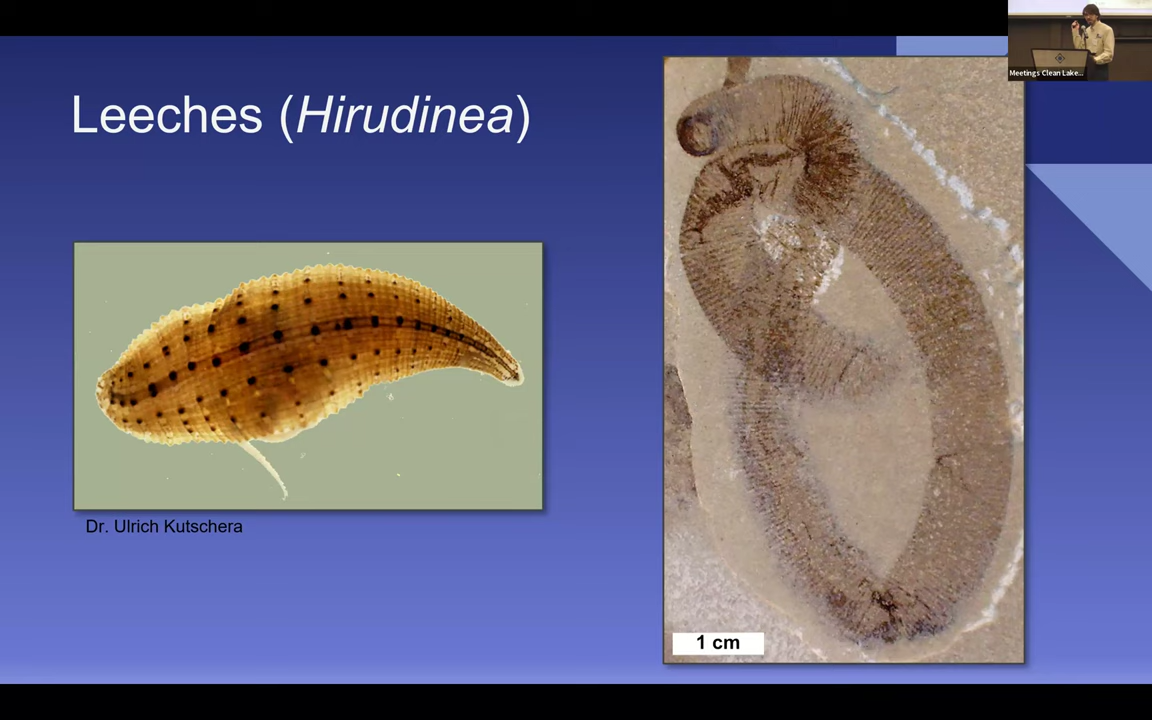 Meetings Clean Lake...
Leeches (Hirudinea)
Dr. Ulrich Kutschera
1 cm